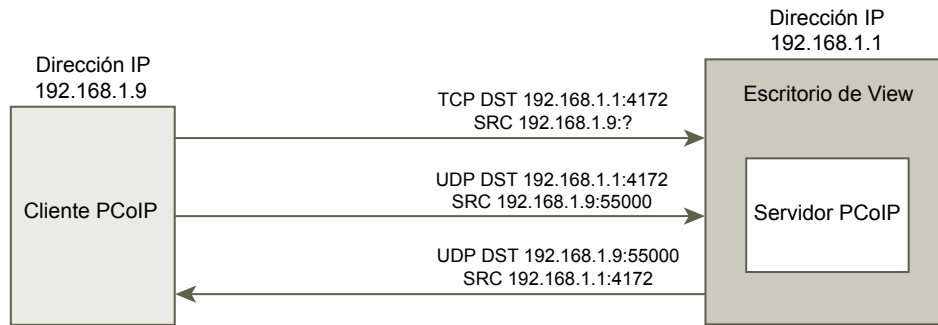 Dirección IP
192.168.1.1
Dirección IP
192.168.1.9
TCP DST 192.168.1.1:4172
SRC 192.168.1.9:?
Escritorio de View
UDP DST 192.168.1.1:4172
SRC 192.168.1.9:55000
Cliente PCoIP
Servidor PCoIP
UDP DST 192.168.1.9:55000
SRC 192.168.1.1:4172